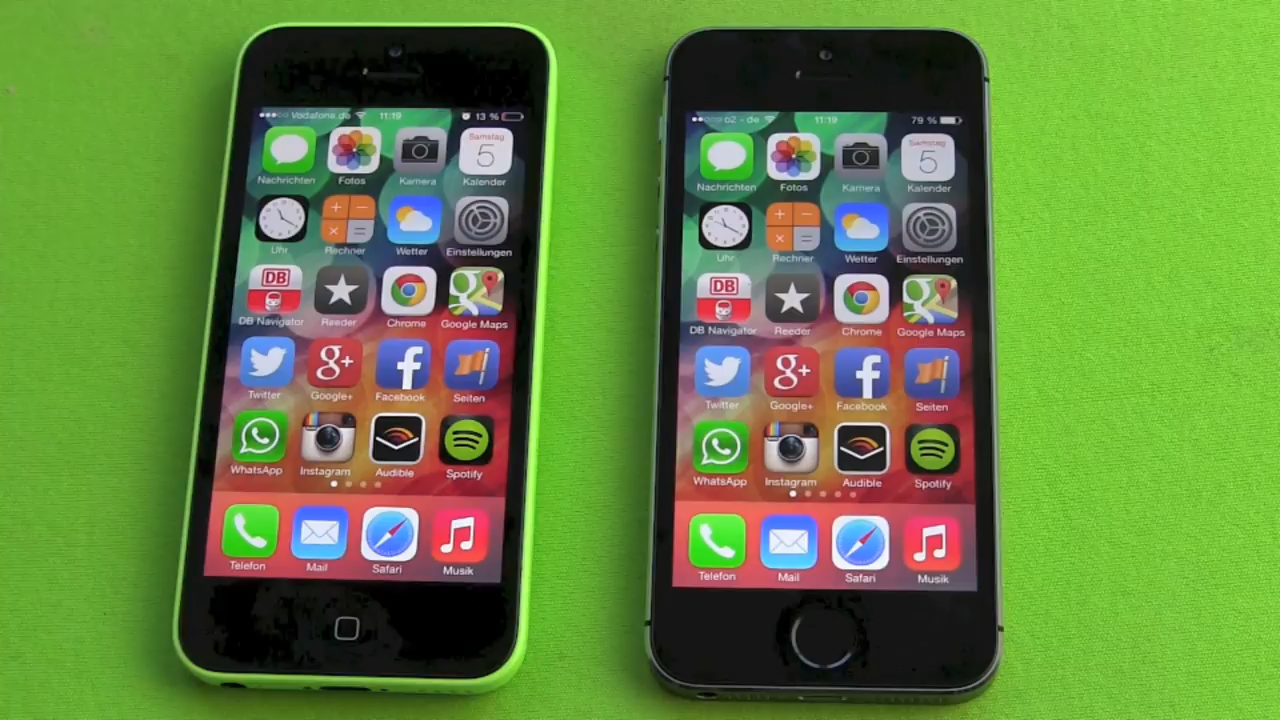 Vodafone.de 11:19 13 %
Samstag
5
Nachrichten Fotos Kamera Kalender
Uhr Rechner Wetter Einstellungen
DB
DB Navigator Reeder Chrome Google Maps
g+ f
Twitter Google+ Facebook Seiten
WhatsApp Instagram Audible Spotify
Telefon Mail Safari Musik
o2 - de 11:19 79 %
Samstag
5
Nachrichten Fotos Kamera Kalender
Uhr Rechner Wetter Einstellungen
DB
DB Navigator Reeder Chrome Google Maps
g+ f
Twitter Google+ Facebook Seiten
WhatsApp Instagram Audible Spotify
Telefon Mail Safari Musik